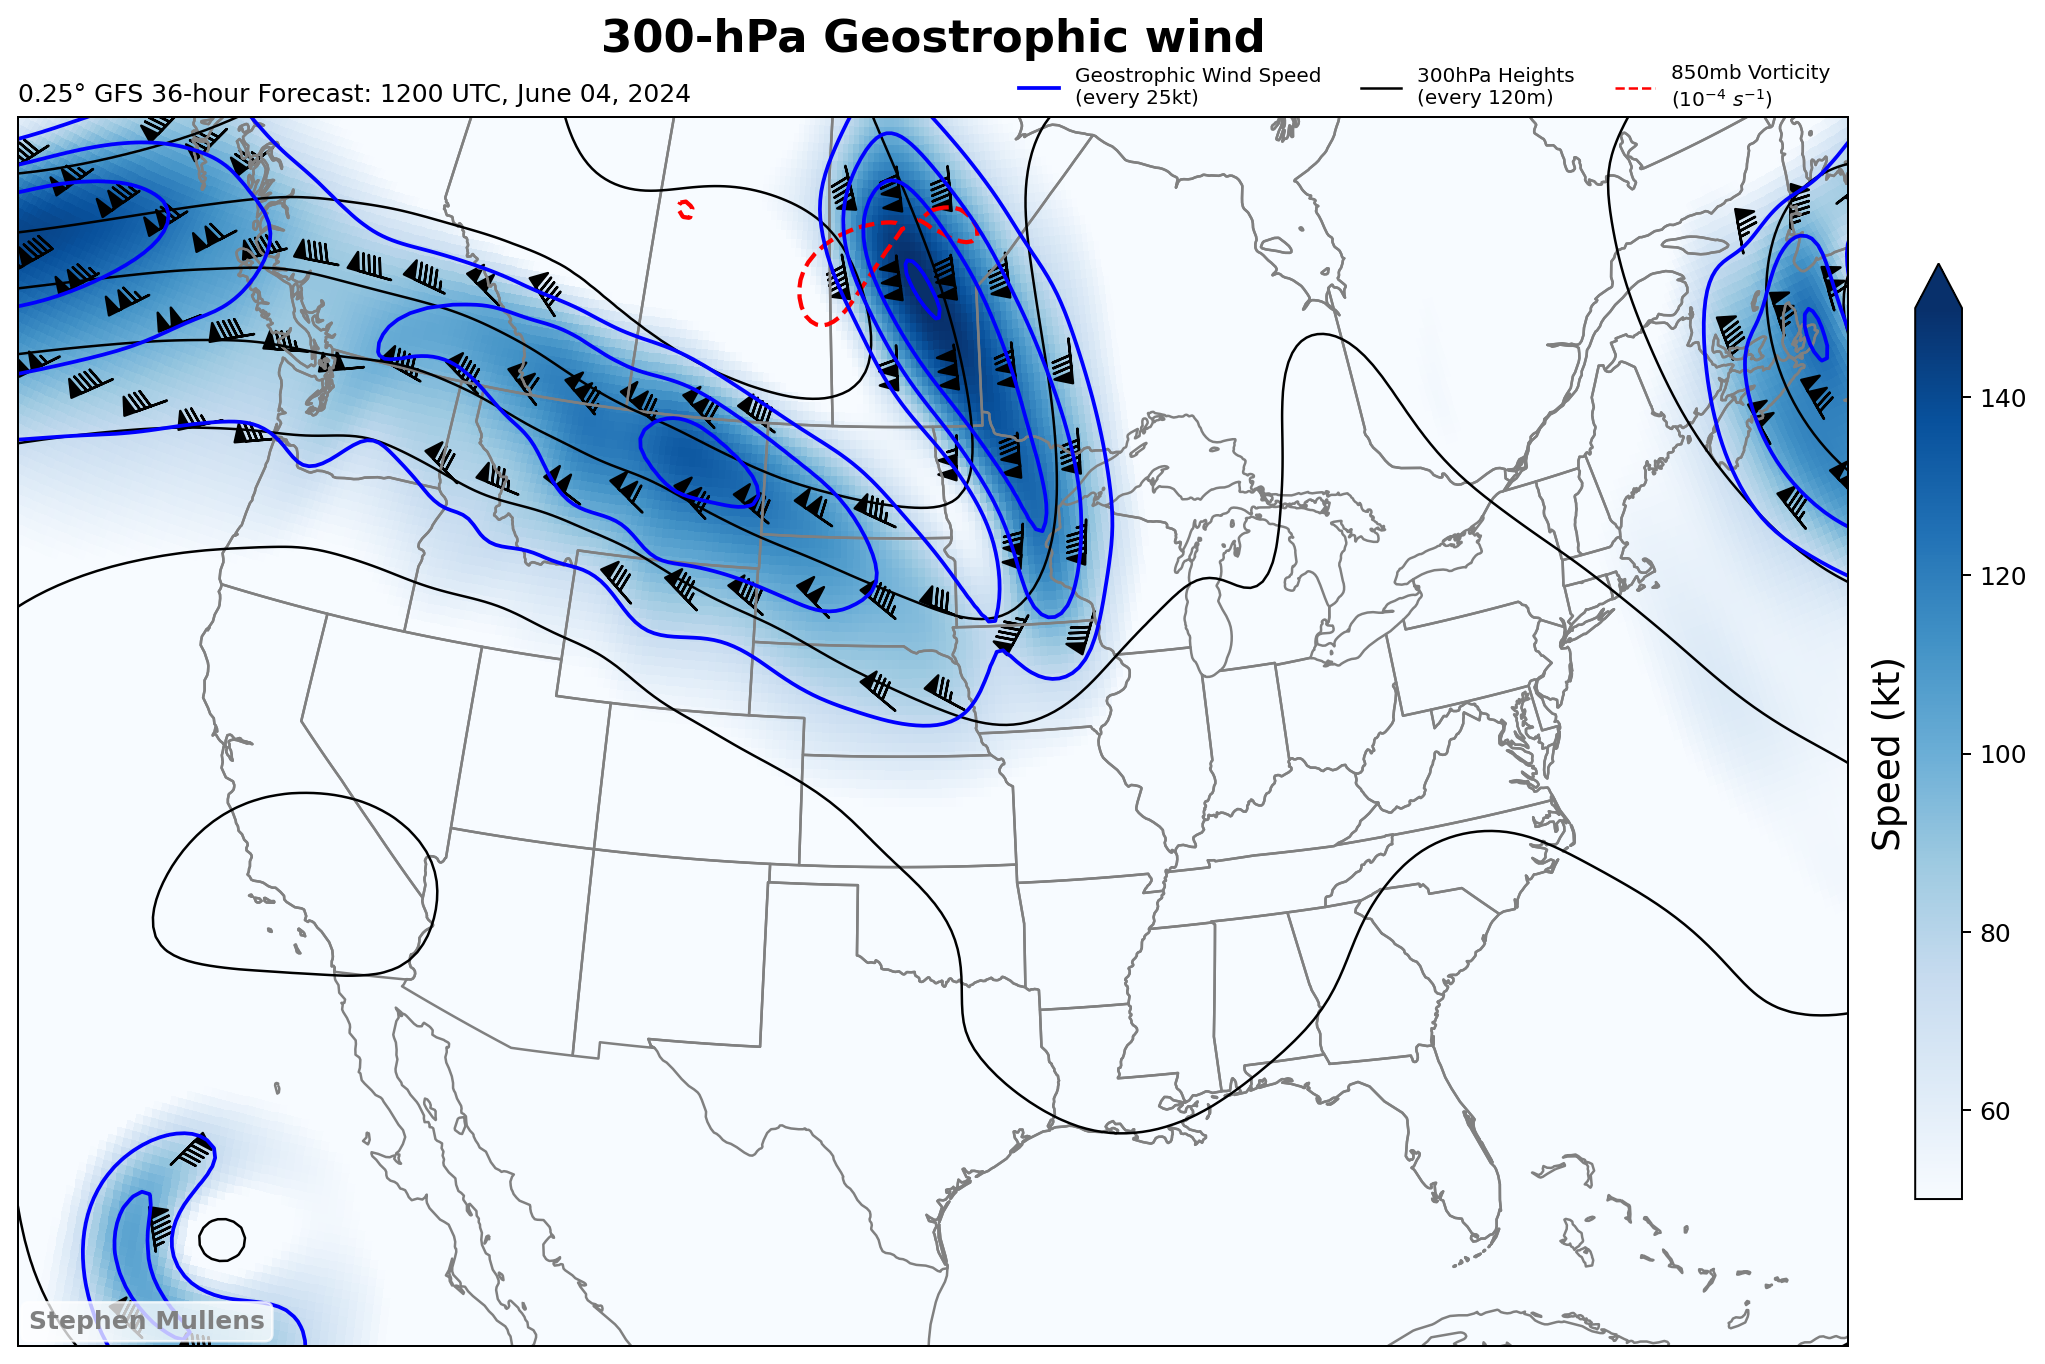 300-hPa Geostrophic wind
0.25° GFS 36-hour Forecast: 1200 UTC, June 04, 2024
Geostrophic Wind Speed
(every 25kt)
300hPa Heights
(every 120m)
850mb Vorticity
(10⁻⁴ s⁻¹)
140
120
100
80
60
Speed (kt)
Stephen Mullens